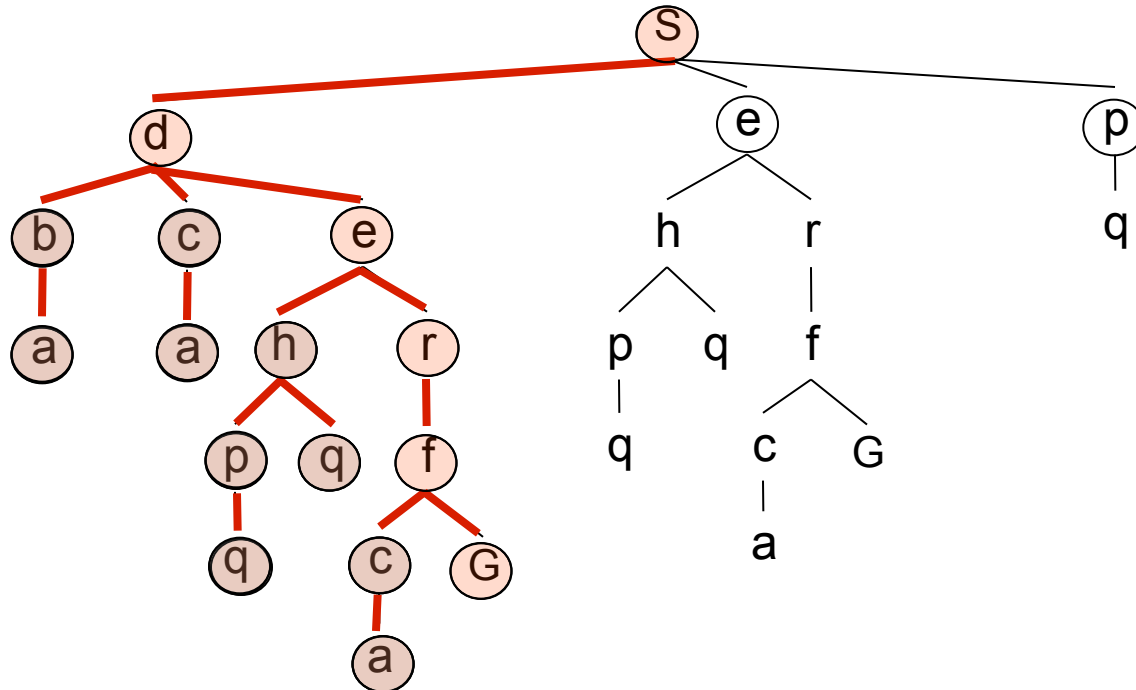 S
d e p
b c e h r q
a a h r p q f
p q f q c G
q c G a
a